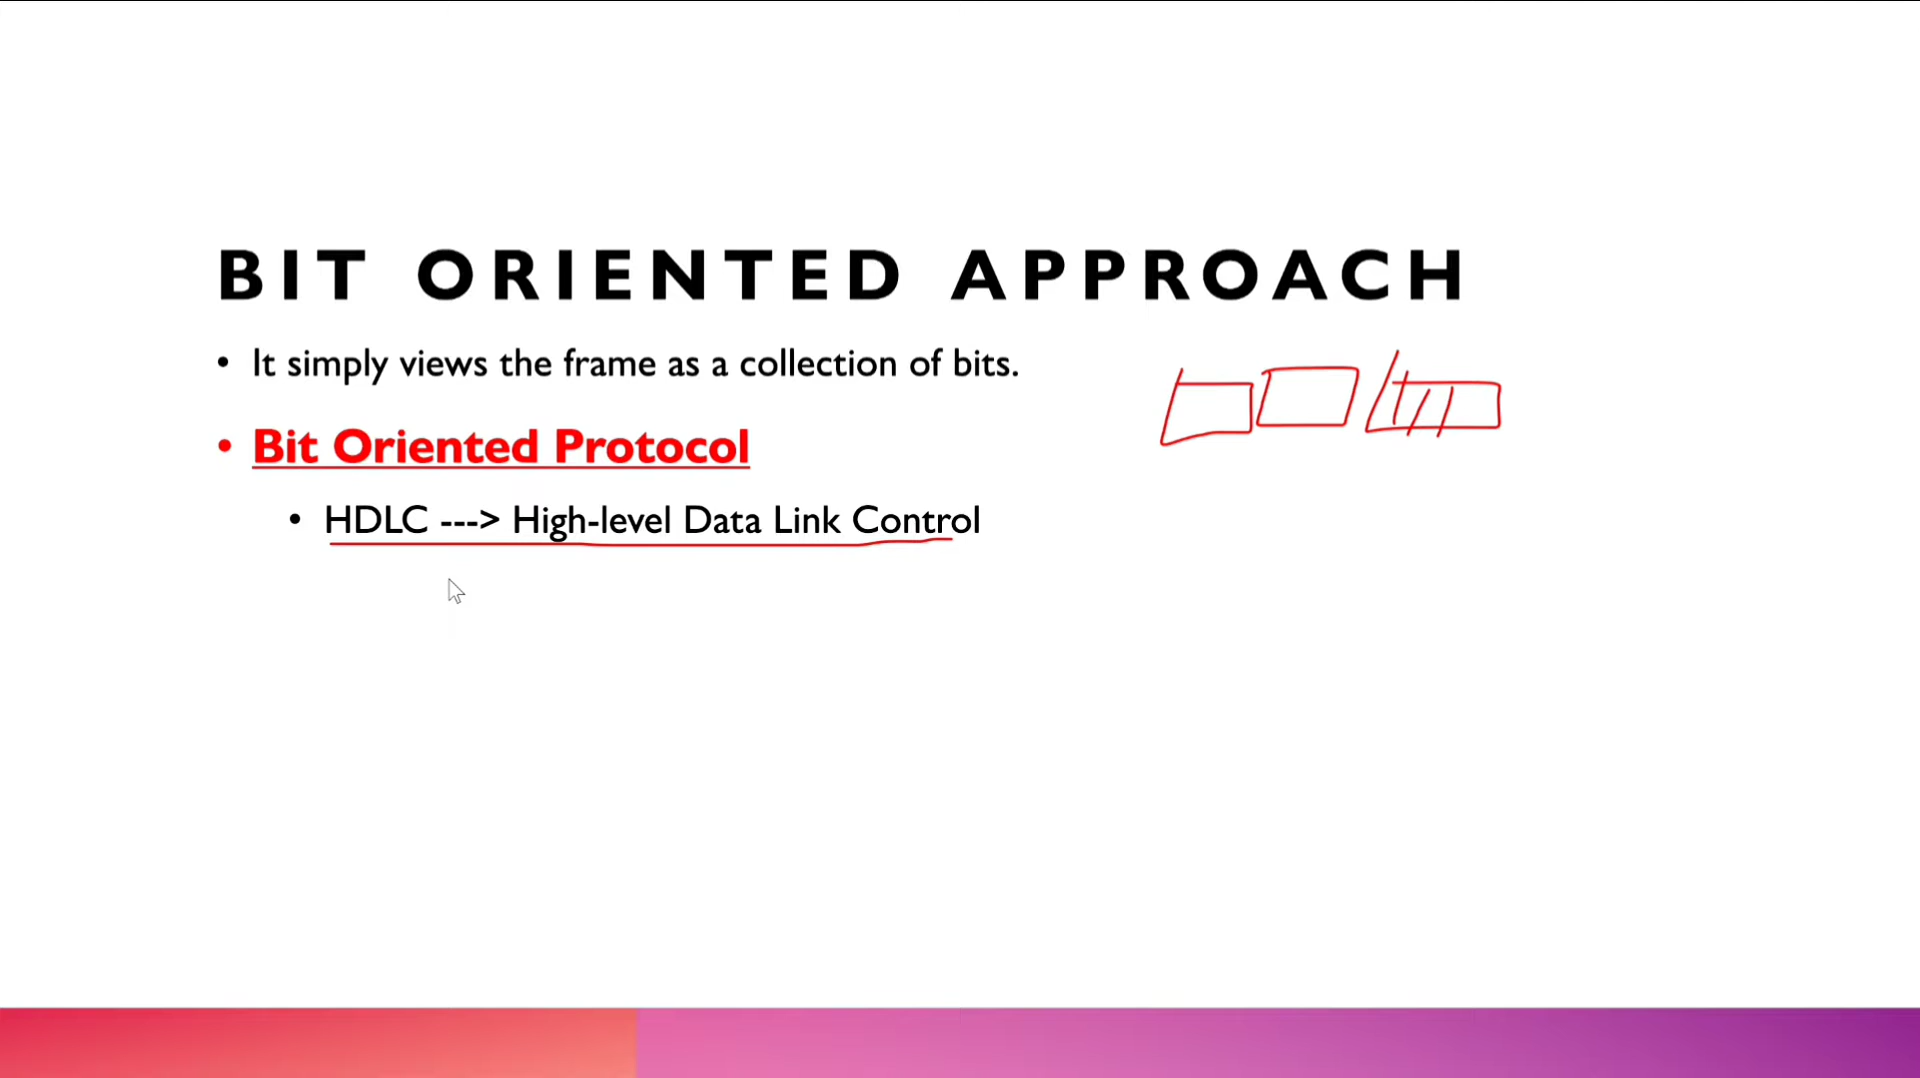 BIT ORIENTED APPROACH
• It simply views the frame as a collection of bits.
• Bit Oriented Protocol
• HDLC ---> High-level Data Link Control